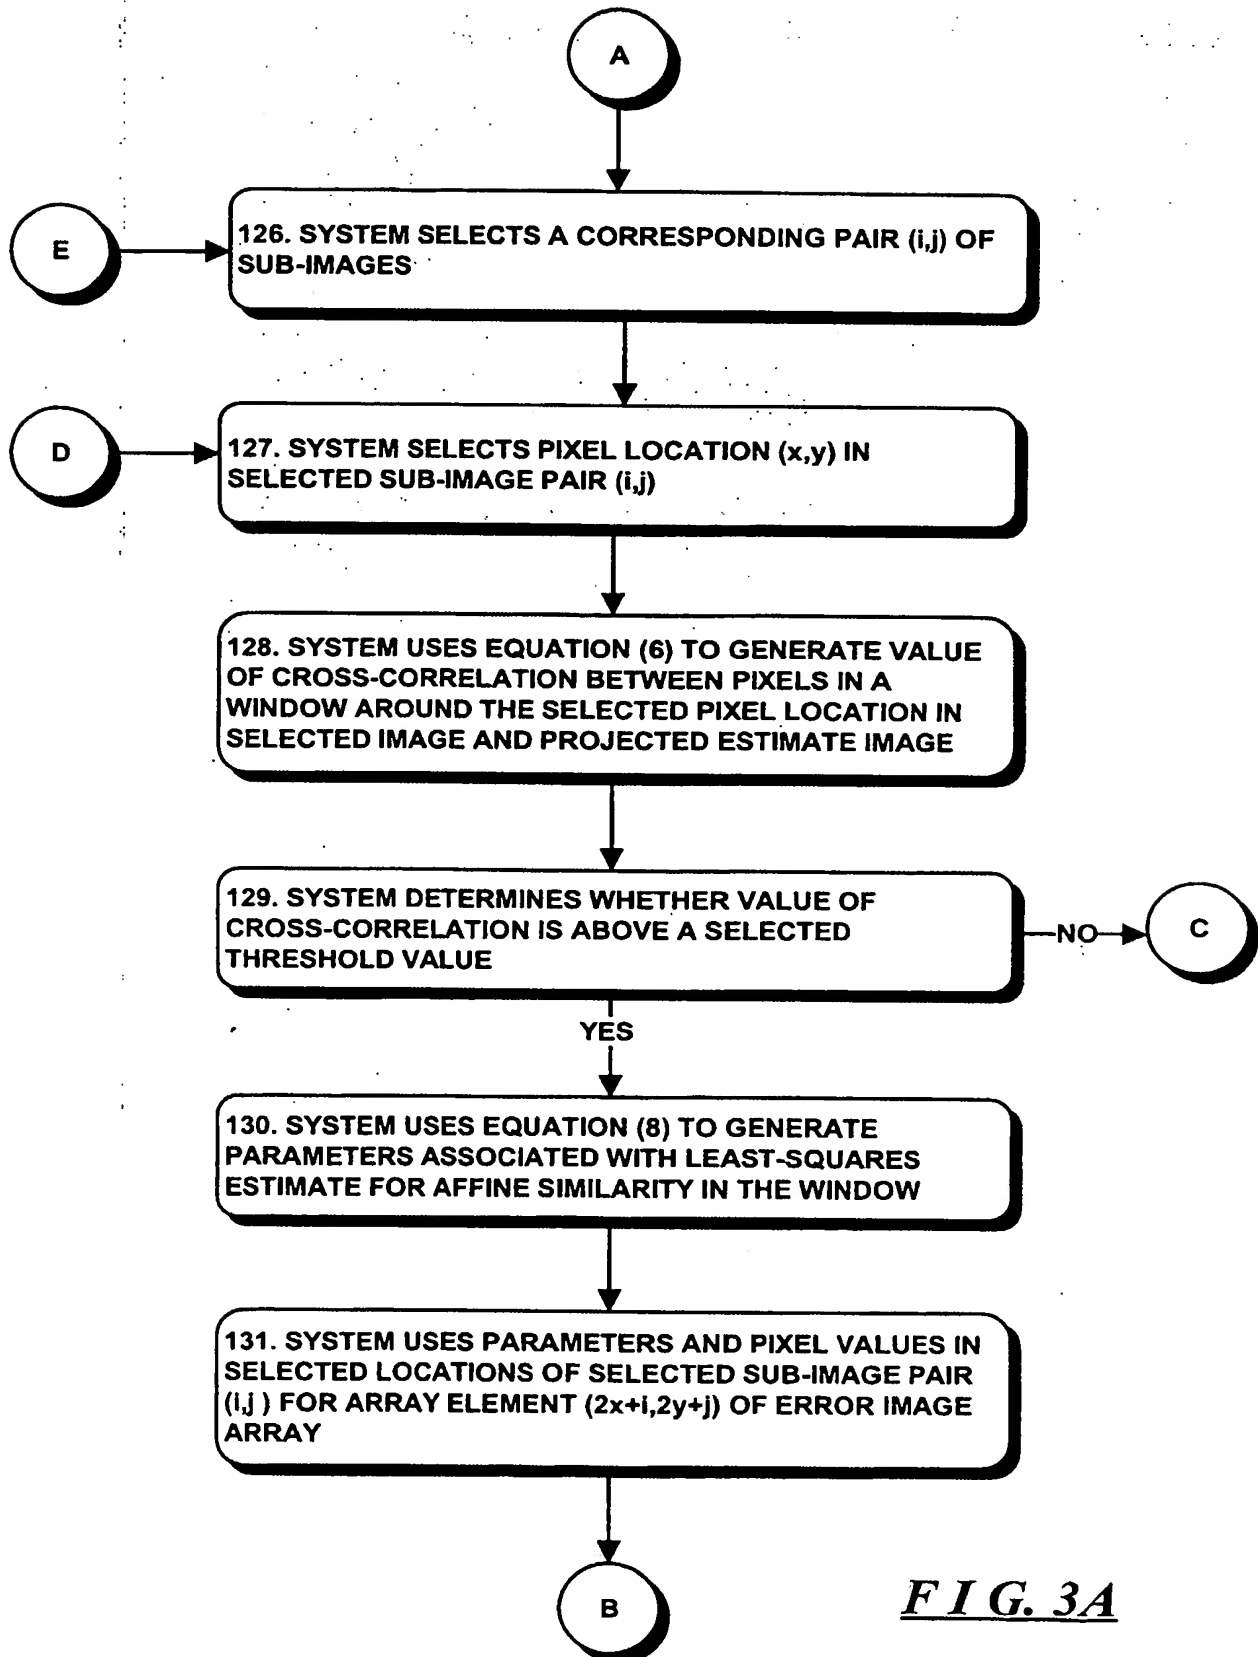 A
E
126. SYSTEM SELECTS A CORRESPONDING PAIR (i,j) OF
SUB-IMAGES
D
127. SYSTEM SELECTS PIXEL LOCATION (x,y) IN
SELECTED SUB-IMAGE PAIR (i,j)
128. SYSTEM USES EQUATION (6) TO GENERATE VALUE
OF CROSS-CORRELATION BETWEEN PIXELS IN A
WINDOW AROUND THE SELECTED PIXEL LOCATION IN
SELECTED IMAGE AND PROJECTED ESTIMATE IMAGE
129. SYSTEM DETERMINES WHETHER VALUE OF
CROSS-CORRELATION IS ABOVE A SELECTED
THRESHOLD VALUE
NO
C
YES
130. SYSTEM USES EQUATION (8) TO GENERATE
PARAMETERS ASSOCIATED WITH LEAST-SQUARES
ESTIMATE FOR AFFINE SIMILARITY IN THE WINDOW
131. SYSTEM USES PARAMETERS AND PIXEL VALUES IN
SELECTED LOCATIONS OF SELECTED SUB-IMAGE PAIR
(i,j ) FOR ARRAY ELEMENT (2x+i,2y+j) OF ERROR IMAGE
ARRAY
B
F I G. 3A